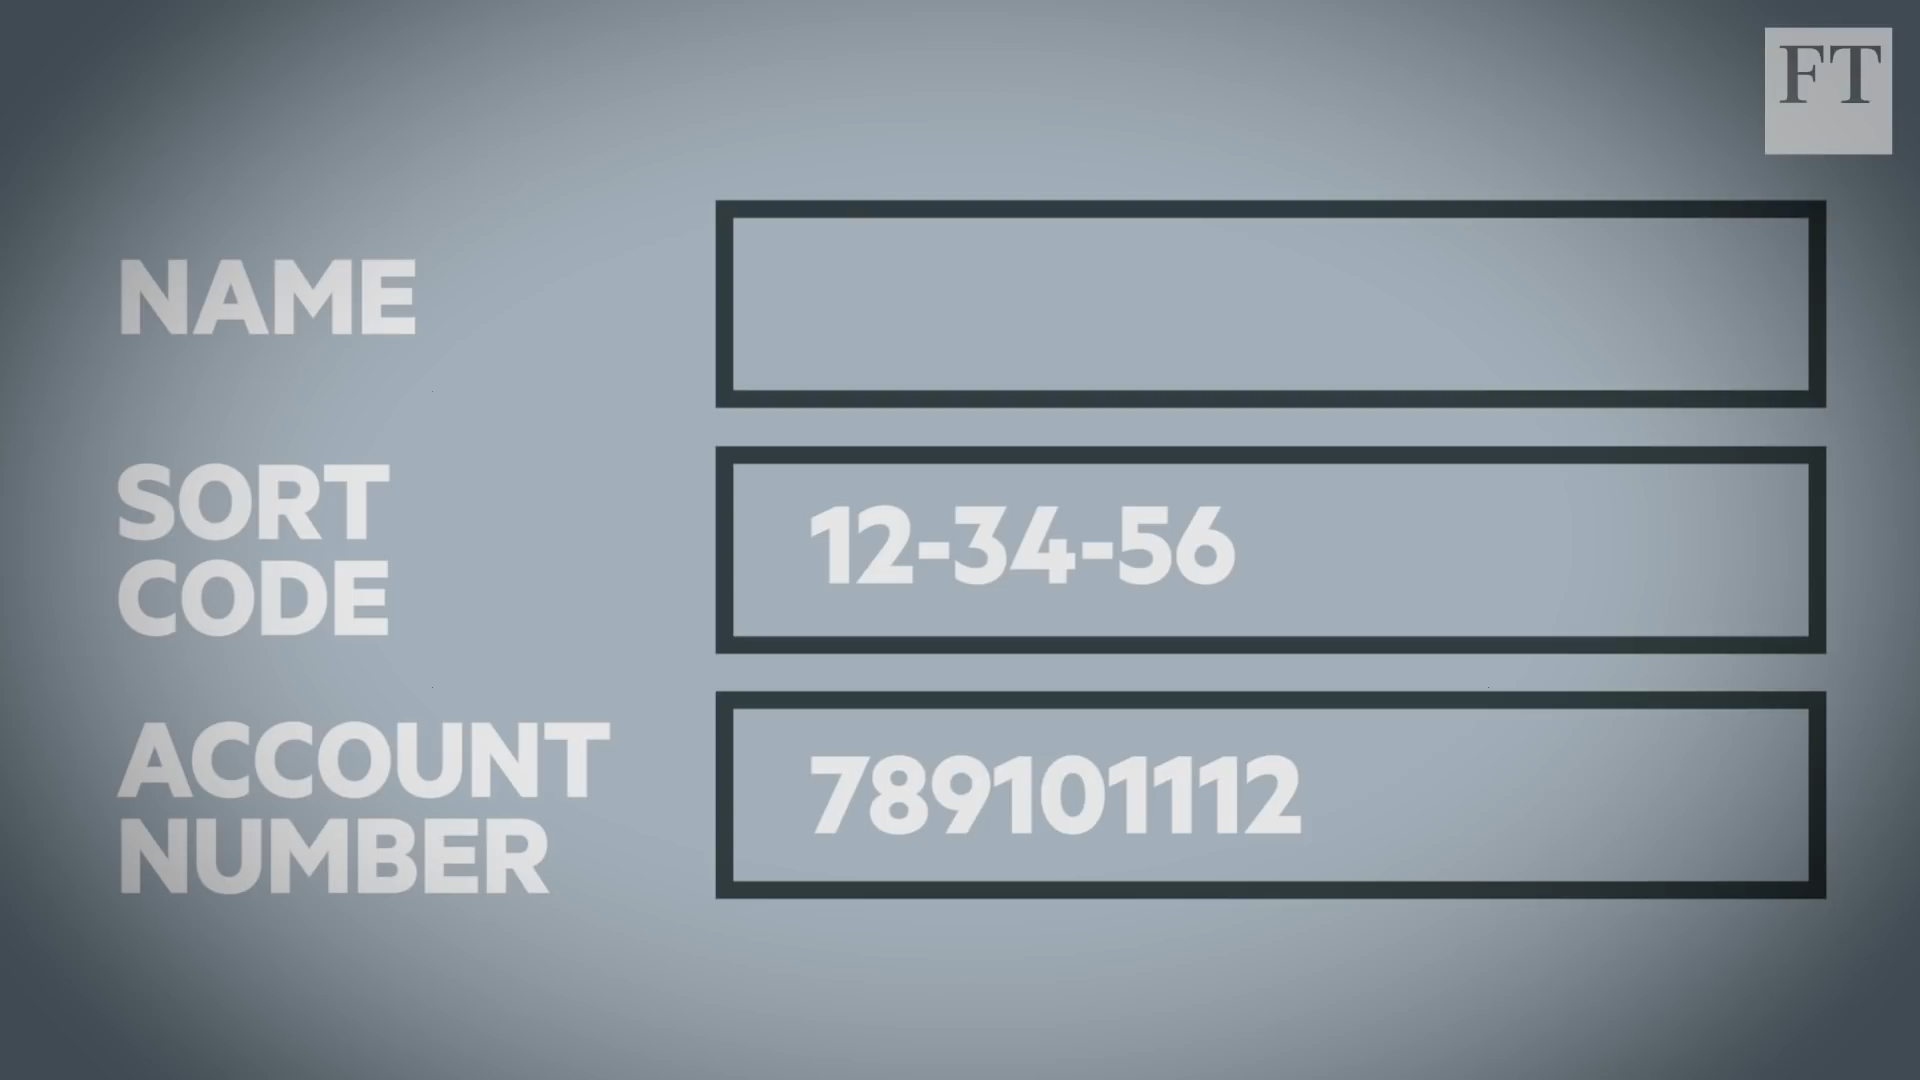 FT
NAME
SORT
CODE
12-34-56
ACCOUNT
NUMBER
789101112